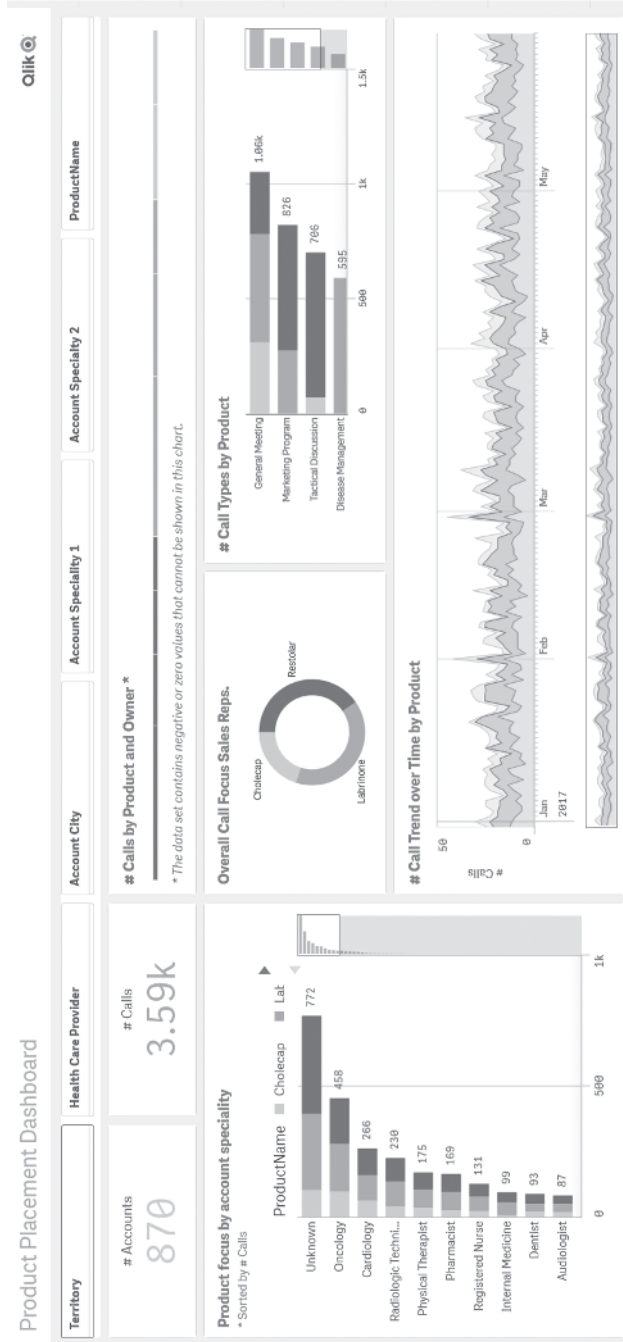 Product Placement Dashboard
Qlik
Territory
Health Care Provider
Account City
Account Speciality 1
Account Specialty 2
ProductName
# Accounts
870
# Calls
3.59k
# Calls by Product and Owner *
* The data set contains negative or zero values that cannot be shown in this chart.
Product focus by account speciality
* Sorted by # Calls
ProductName
Cholecap
Lat
Unknown
772
Oncology
458
Cardiology
266
Radiologic Techni...
230
Physical Therapist
175
Pharmacist
169
Registered Nurse
131
Internal Medicine
99
Dentist
93
Audiologist
87
0
500
1k
Overall Call Focus Sales Reps.
Cholecap
Restolar
Labrinone
# Call Types by Product
General Meeting
1.06k
Marketing Program
826
Tactical Discussion
706
Disease Management
595
0
500
1k
1.5k
# Call Trend over Time by Product
# Calls
50
0
Jan
Feb
Mar
Apr
May
2017